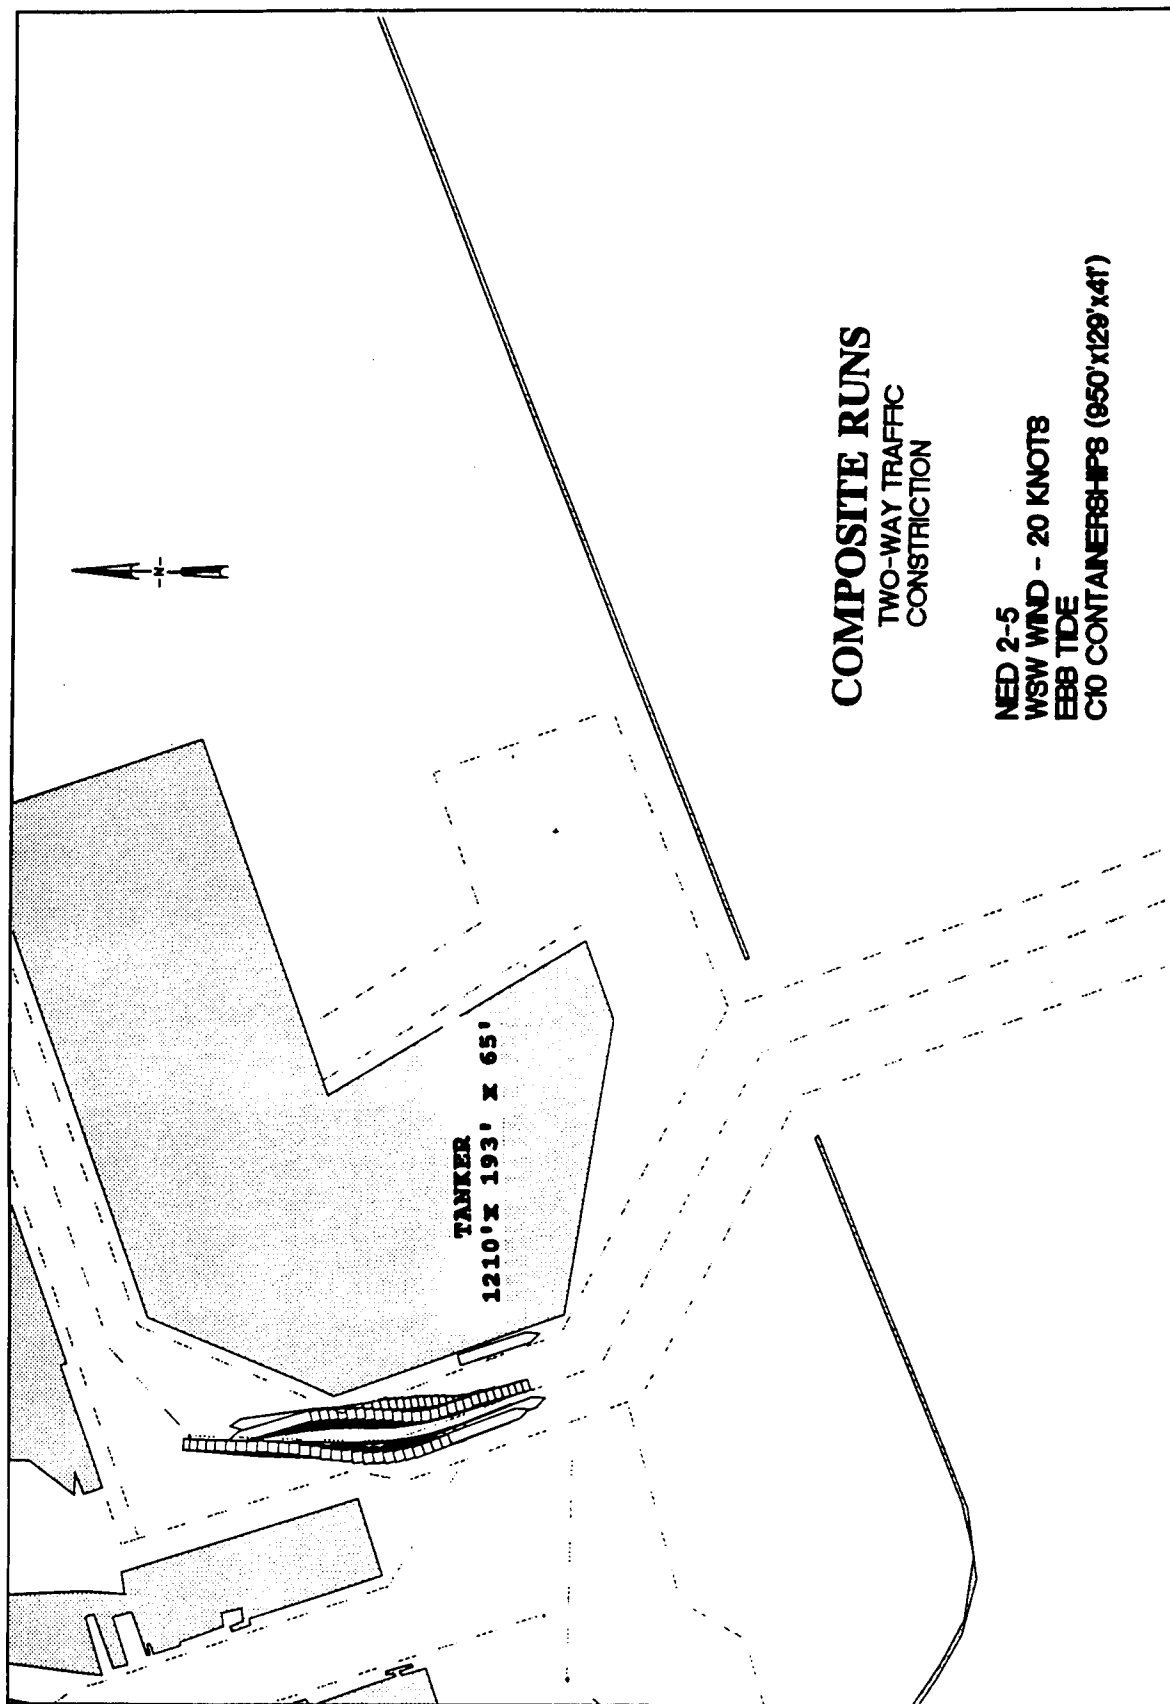 -N-
TANKER
1210'x 193' x 65'
COMPOSITE RUNS
TWO-WAY TRAFFIC
CONSTRICTION
NED 2-5
WSW WIND - 20 KNOTS
EBB TIDE
C10 CONTAINERSHIPS (950'x129'x41')